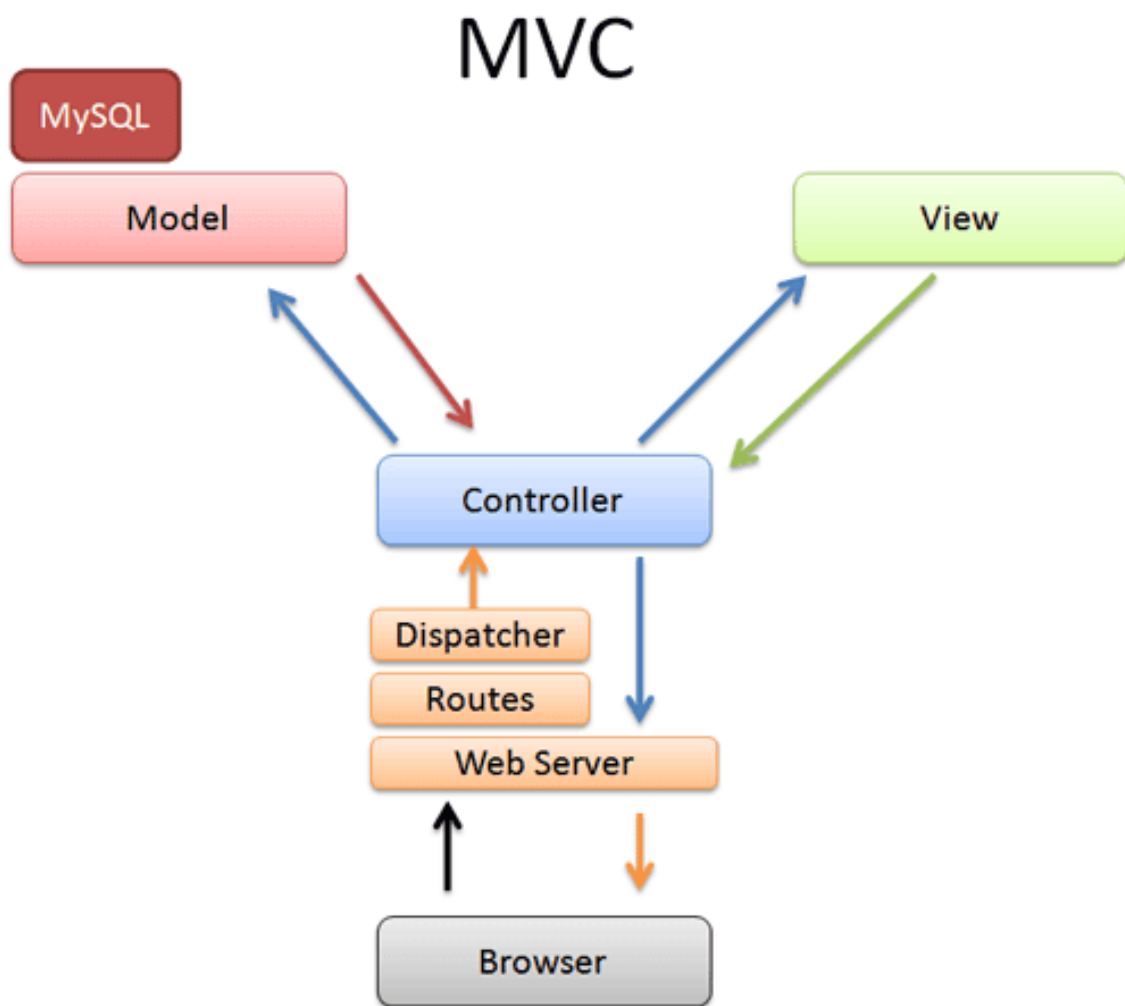 MVC
MySQL
Model
View
Controller
Dispatcher
Routes
Web Server
Browser